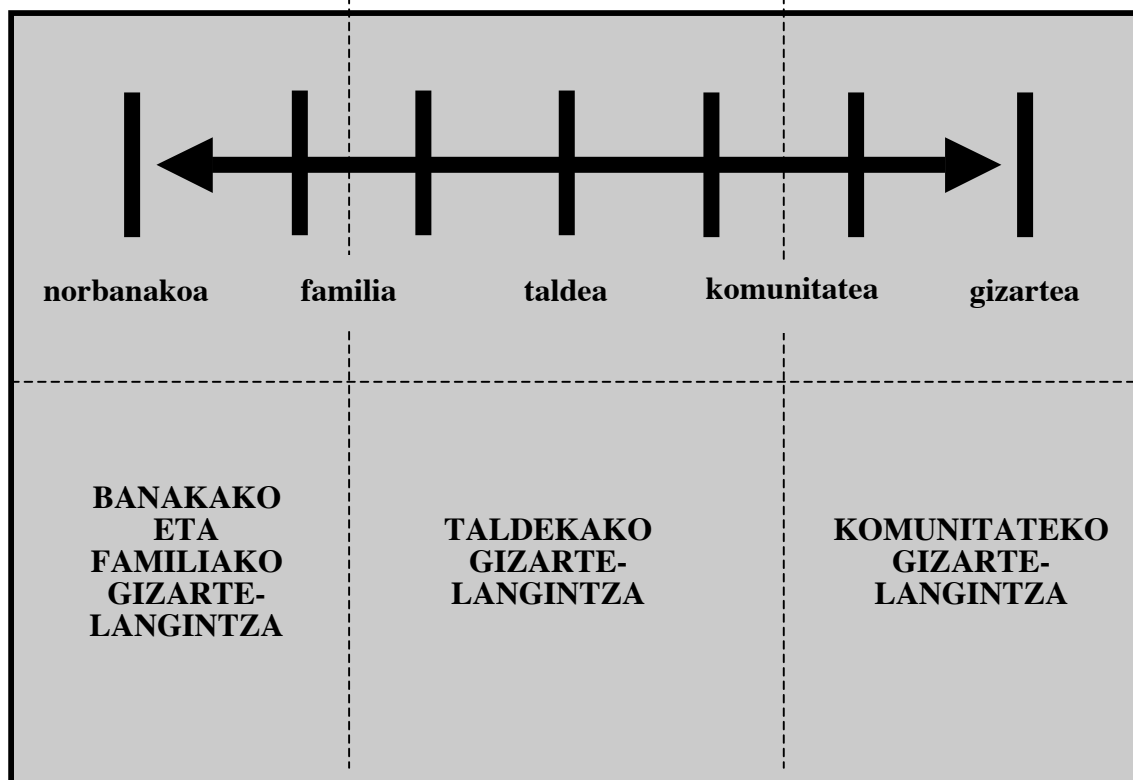 norbanakoa familia taldea komunitatea gizartea
BANAKAKO
ETA
FAMILIAKO
GIZARTE-
LANGINTZA
TALDEKAKO
GIZARTE-
LANGINTZA
KOMUNITATEKO
GIZARTE-
LANGINTZA